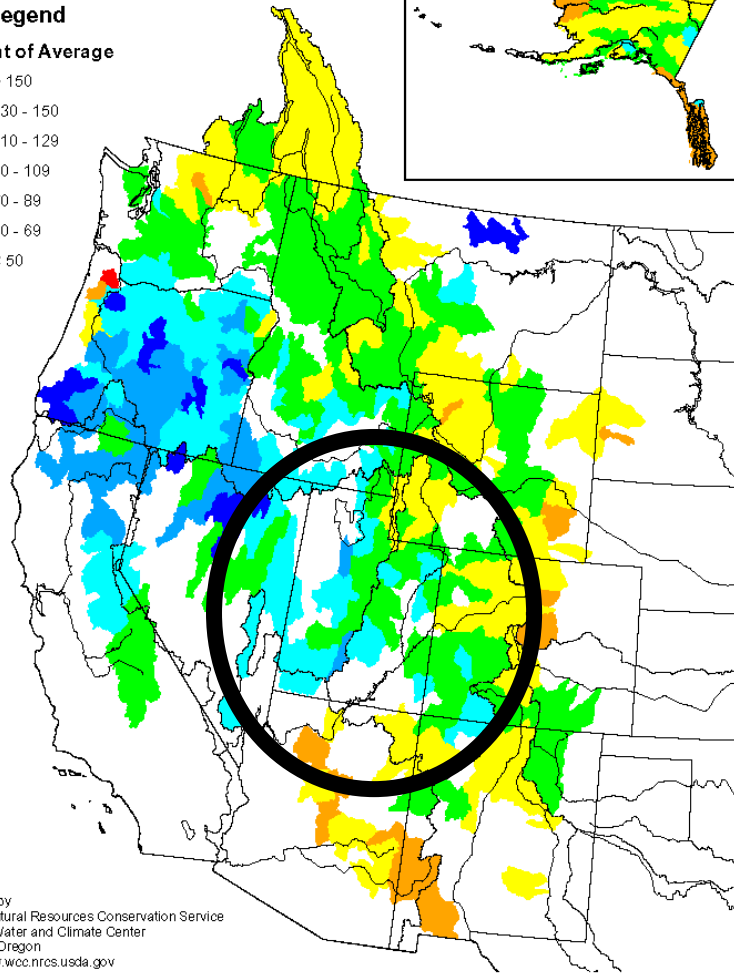 egend
nt of Average
150
30 - 150
10 - 129
0 - 109
0 - 89
0 - 69
50
by
tural Resources Conservation Service
Water and Climate Center
Oregon
.wcc.nrcs.usda.gov